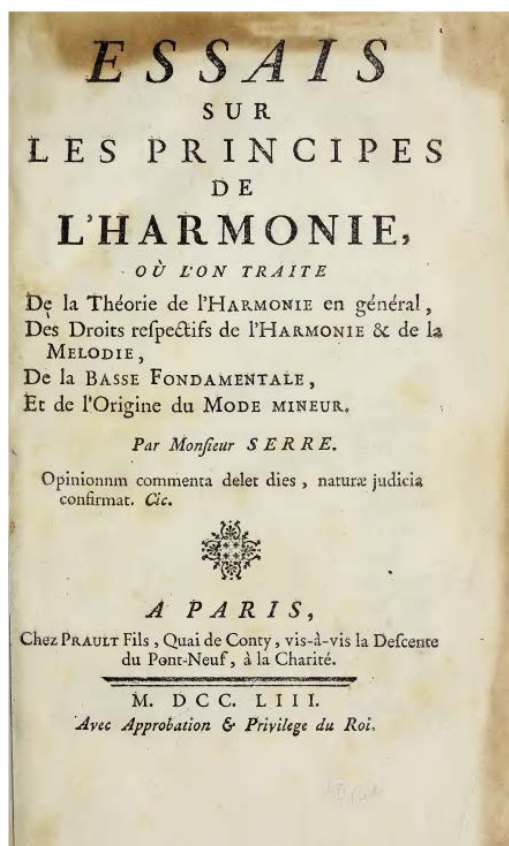 ESSAIS
SUR
LES PRINCIPES
DE
L'HARMONIE,
OÙ L'ON TRAITE
De la Théorie de l'HARMONIE en général,
Des Droits reſpectifs de l'HARMONIE & de la
MELODIE,
De la BASSE FONDAMENTALE,
Et de l'Origine du MODE MINEUR.
Par Monſieur SERRE.
Opinionnm commenta delet dies, naturæ judicia
confirmat. Cic.
A PARIS,
Chez PRAULT Fils, Quai de Conty, vis-à-vis la Deſcente
du Pont-Neuf, à la Charité.
M. DCC. LIII.
Avec Approbation & Privilege du Roi.